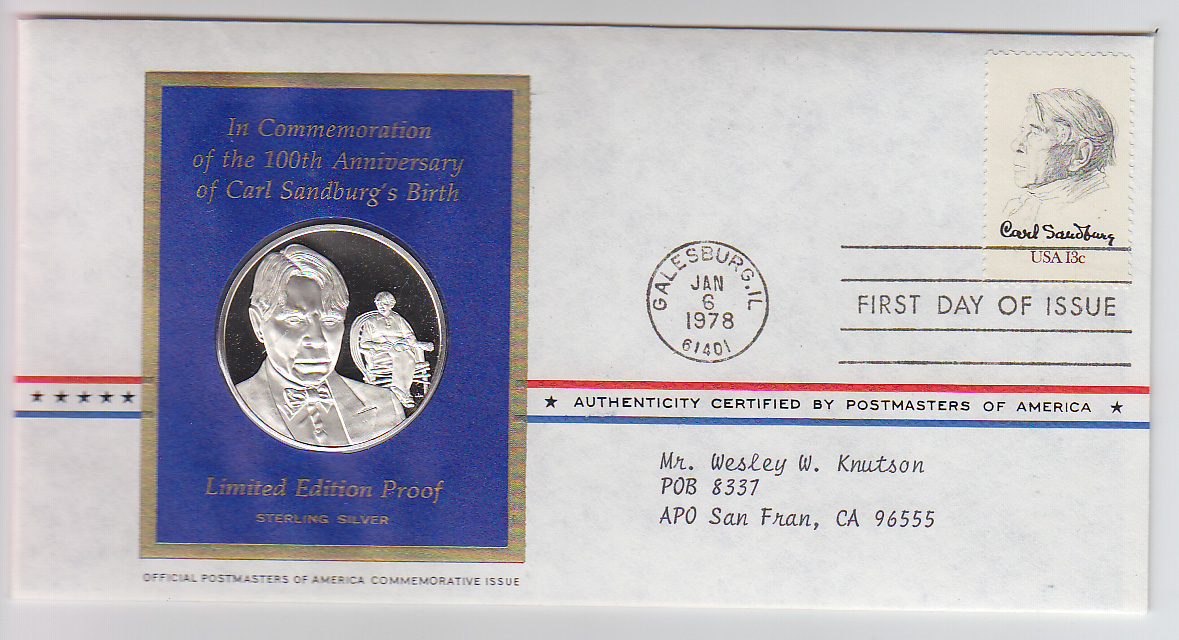 In Commemoration
of the 100th Anniversary
of Carl Sandburg's Birth
Limited Edition Proof
STERLING SILVER
OFFICIAL POSTMASTERS OF AMERICA COMMEMORATIVE ISSUE
Carl Sandburg
USA 13c
GALESBURG, IL
JAN
6
1978
61401
FIRST DAY OF ISSUE
★ AUTHENTICITY CERTIFIED BY POSTMASTERS OF AMERICA ★
Mr. Wesley W. Knutson
POB 8337
APO San Fran, CA 96555